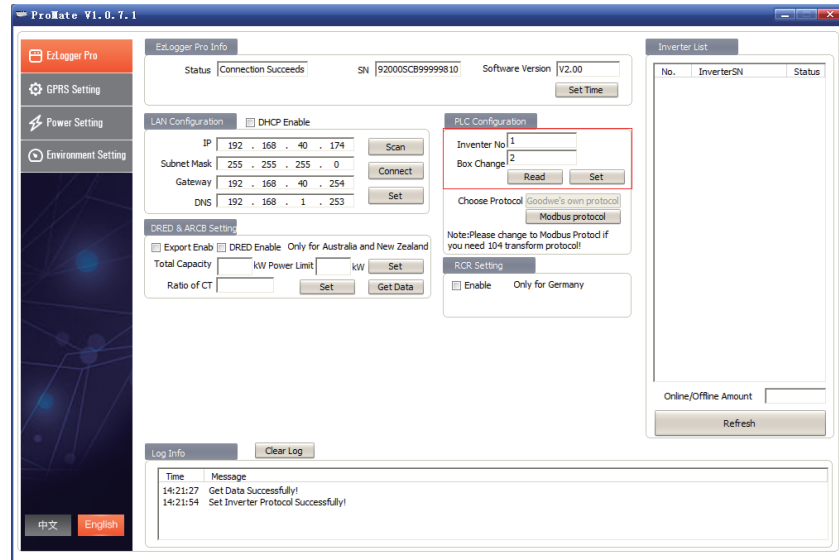 ProMate V1.0.7.1
EzLogger Pro
GPRS Setting
Power Setting
Environment Setting
中文
English
EzLogger Pro Info
Status Connection Succeeds SN 92000SCB99999810 Software Version V2.00
Set Time
LAN Configuration DHCP Enable
IP 192 . 168 . 40 . 174 Scan
Subnet Mask 255 . 255 . 255 . 0 Connect
Gateway 192 . 168 . 40 . 254
DNS 192 . 168 . 1 . 253 Set
PLC Configuration
Inventer No 1
Box Change 2
Read Set
Choose Protocol Goodwe's own protocol
Modbus protocol
Note:Please change to Modbus Protocl if
you need 104 transform protocol!
DRED & ARCB Setting
Export Enab DRED Enable Only for Australia and New Zealand
Total Capacity kW Power Limit kW Set
Ratio of CT Set Get Data
RCR Setting
Enable Only for Germany
Inverter List
No. InverterSN Status
Online/Offline Amount
Refresh
Log Info Clear Log
Time Message
14:21:27 Get Data Successfully!
14:21:54 Set Inverter Protocol Successfully!